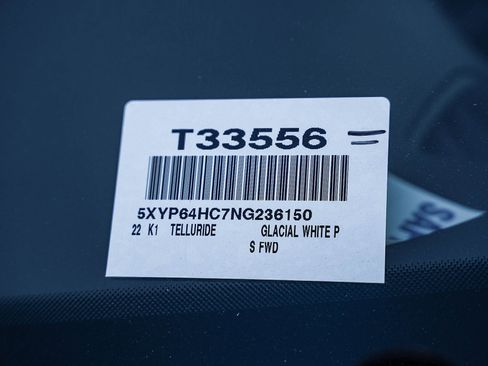 T33556
5XYP64HC7NG236150
22 K1 TELLURIDE GLACIAL WHITE P
S FWD